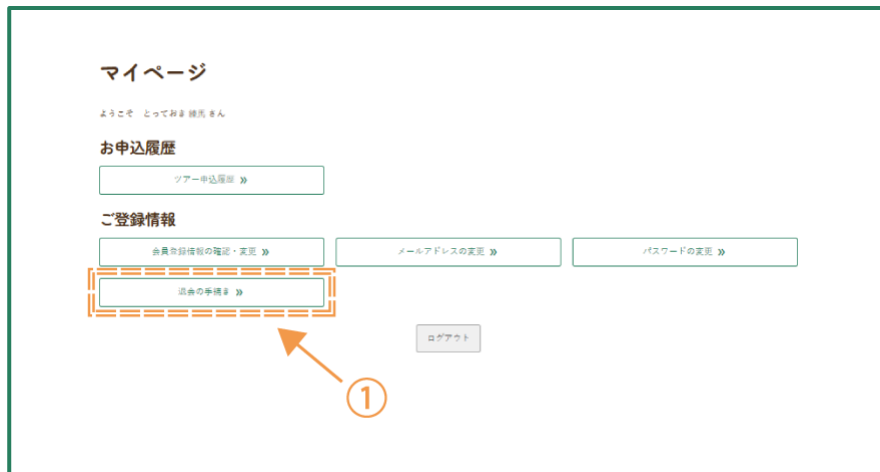 マイページ
ようこそ　とっておき 練馬 さん
お申込履歴
ツアー申込履歴 »
ご登録情報
会員登録情報の確認・変更 »
メールアドレスの変更 »
パスワードの変更 »
退会の手続き »
ログアウト
①